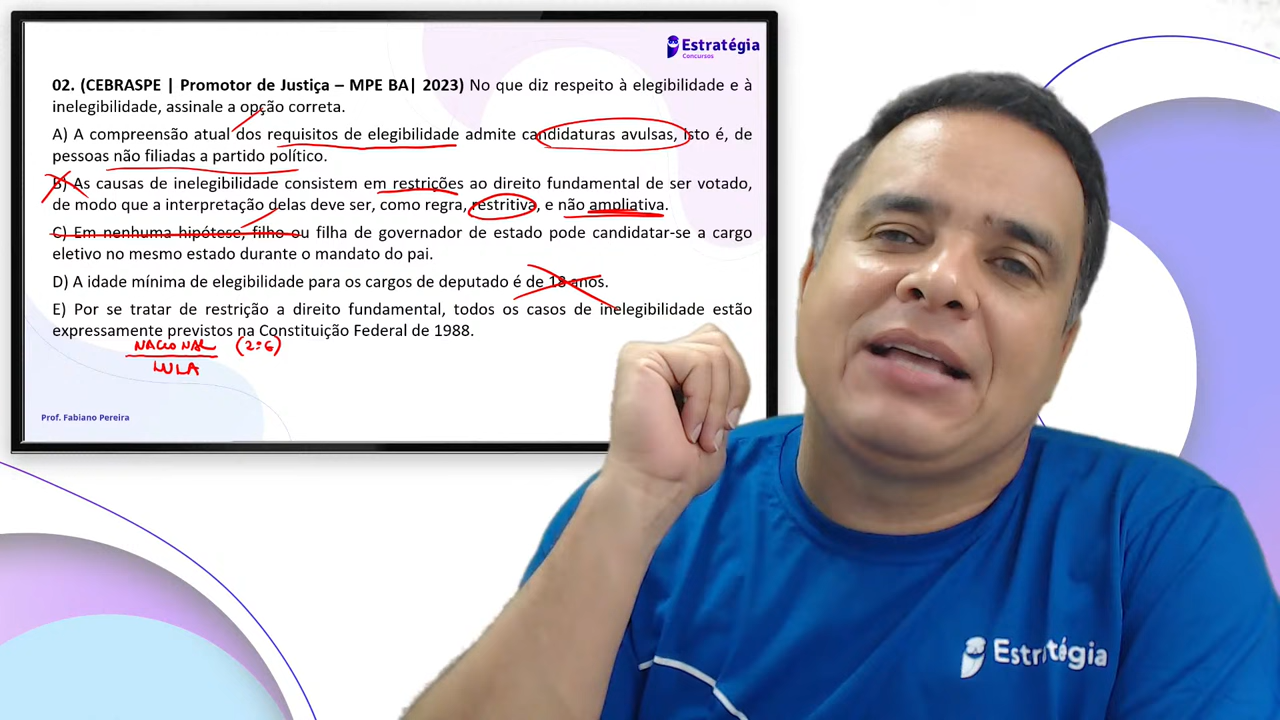 Estratégia
Concursos
02. (CEBRASPE | Promotor de Justiça – MPE BA| 2023) No que diz respeito à elegibilidade e à
inelegibilidade, assinale a opção correta.
A) A compreensão atual dos requisitos de elegibilidade admite candidaturas avulsas, isto é, de
pessoas não filiadas a partido político.
B) As causas de inelegibilidade consistem em restrições ao direito fundamental de ser votado,
de modo que a interpretação delas deve ser, como regra, restritiva, e não ampliativa.
C) Em nenhuma hipótese, filho ou filha de governador de estado pode candidatar-se a cargo
eletivo no mesmo estado durante o mandato do pai.
D) A idade mínima de elegibilidade para os cargos de deputado é de 18 anos.
E) Por se tratar de restrição a direito fundamental, todos os casos de inelegibilidade estão
expressamente previstos na Constituição Federal de 1988.
NACIONAL
LULA
Prof. Fabiano Pereira
Estratégia